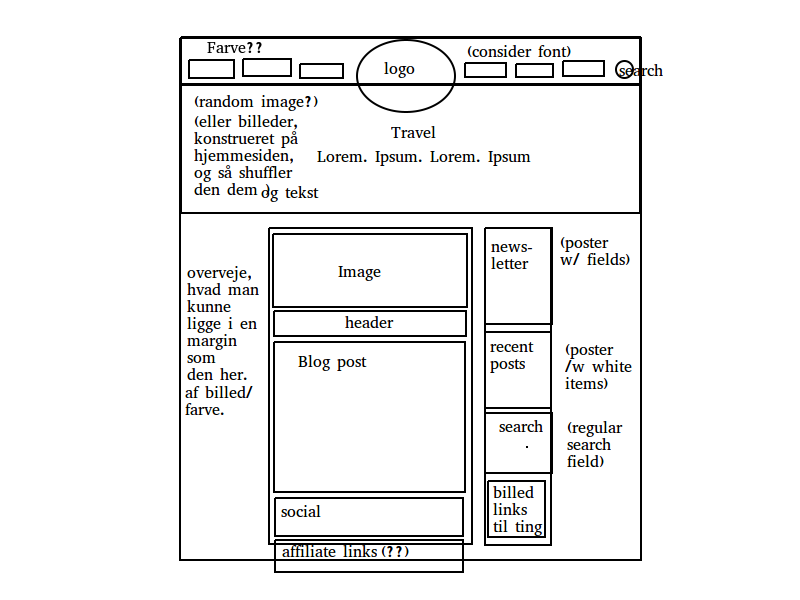 Farve??
logo
(consider font)
search
(random image?)
(eller billeder,
konstrueret på
hjemmesiden,
og så shuffler
den dem )
og tekst
Travel
Lorem. Ipsum. Lorem. Ipsum
overveje,
hvad man
kunne
ligge i en
margin
som
den her.
af billed/
farve.
Image
header
Blog post
social
affiliate links (??)
news-
letter
(poster
w/ fields)
recent
posts
(poster
/w white
items)
search
.
(regular
search
field)
billed
links
til ting